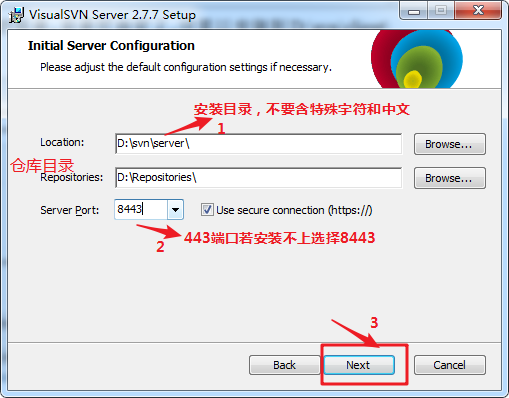 VisualSVN Server 2.7.7 Setup
Initial Server Configuration
Please adjust the default configuration settings if necessary.
安装目录，不要含特殊字符和中文
1
Location:
D:\svn\server\
Browse...
仓库目录
Repositories:
D:\Repositories\
Browse...
Server Port:
8443
Use secure connection (https://)
2
443端口若安装不上选择8443
3
Back
Next
Cancel